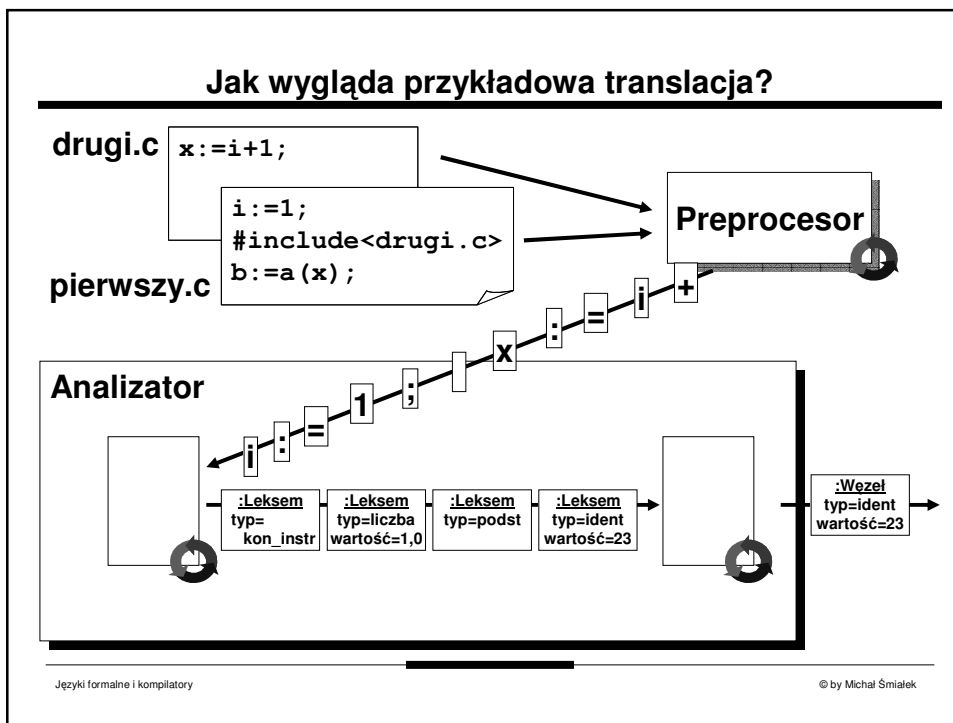 Jak wygląda przykładowa translacja?
drugi.c
x:=i+1;
i:=1;
#include<drugi.c>
b:=a(x);
pierwszy.c
Preprocesor
i : = 1 ; x : = i +
Analizator
:Leksem
typ=
kon_instr
:Leksem
typ=liczba
wartość=1,0
:Leksem
typ=podst
:Leksem
typ=ident
wartość=23
:Węzeł
typ=ident
wartość=23
Języki formalne i kompilatory
© by Michał Śmiałek